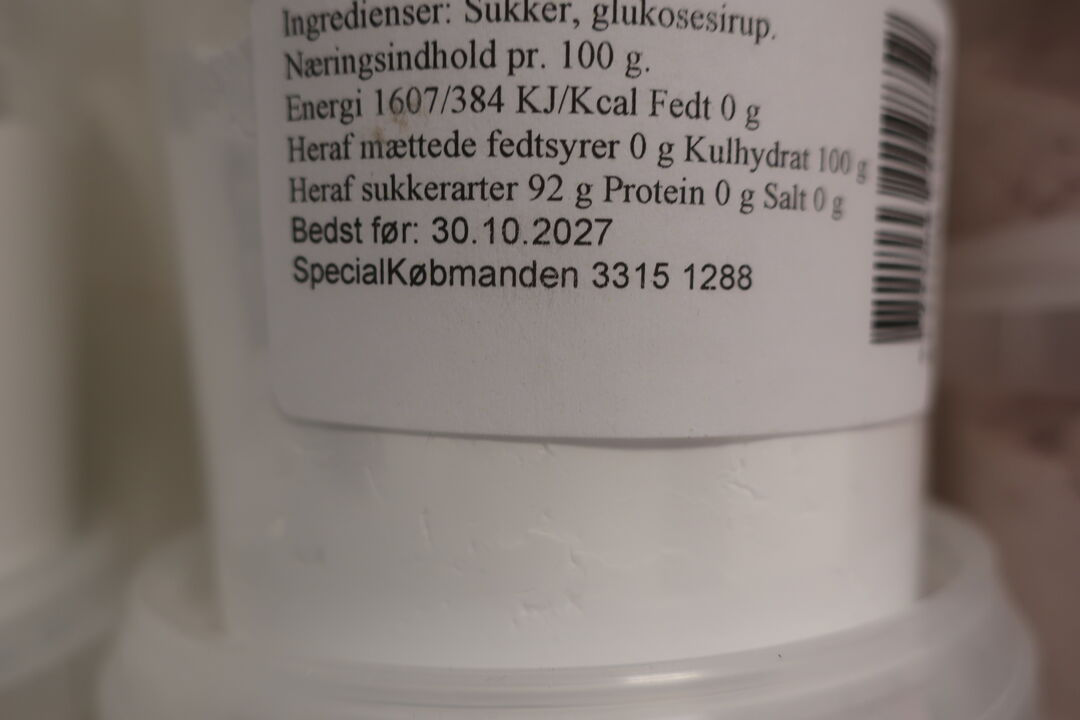 Ingredienser: Sukker, glukosesirup.
Næringsindhold pr. 100 g.
Energi 1607/384 KJ/Kcal Fedt 0 g
Heraf mættede fedtsyrer 0 g Kulhydrat 100 g
Heraf sukkerarter 92 g Protein 0 g Salt 0 g
Bedst før: 30.10.2027
SpecialKøbmanden 3315 1288